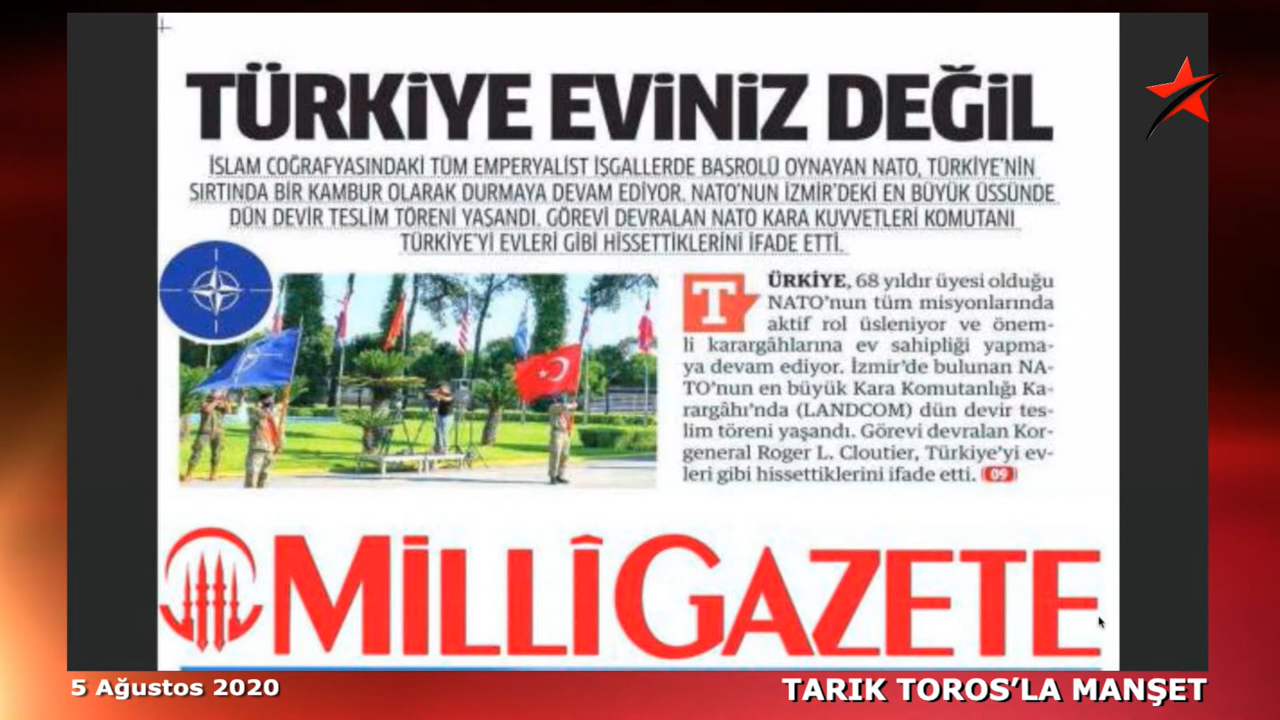 TÜRKİYE EVİNİZ DEĞİL
İSLAM COĞRAFYASINDAKİ TÜM EMPERYALİST İŞGALLERDE BAŞROLÜ OYNAYAN NATO, TÜRKİYE'NİN
SIRTINDA BİR KAMBUR OLARAK DURMAYA DEVAM EDİYOR. NATO'NUN İZMİR'DEKİ EN BÜYÜK ÜSSÜNDE
DÜN DEVİR TESLİM TÖRENİ YAŞANDI. GÖREVİ DEVRALAN NATO KARA KUVVETLERİ KOMUTANI
TÜRKİYE'Yİ EVLERİ GİBİ HİSSETTİKLERİNİ İFADE ETTİ.
TÜRKİYE, 68 yıldır üyesi olduğu
NATO'nun tüm misyonlarında
aktif rol üsleniyor ve önem-
li karargâhlarına ev sahipliği yapma-
ya devam ediyor. İzmir'de bulunan NA-
TO'nun en büyük Kara Komutanlığı Ka-
rargâhı'nda (LANDCOM) dün devir tes-
lim töreni yaşandı. Görevi devralan Kor-
general Roger L. Cloutier, Türkiye'yi ev-
leri gibi hissettiklerini ifade etti. 09
MİLLÎ GAZETE
5 Ağustos 2020
TARIK TOROS'LA MANŞET